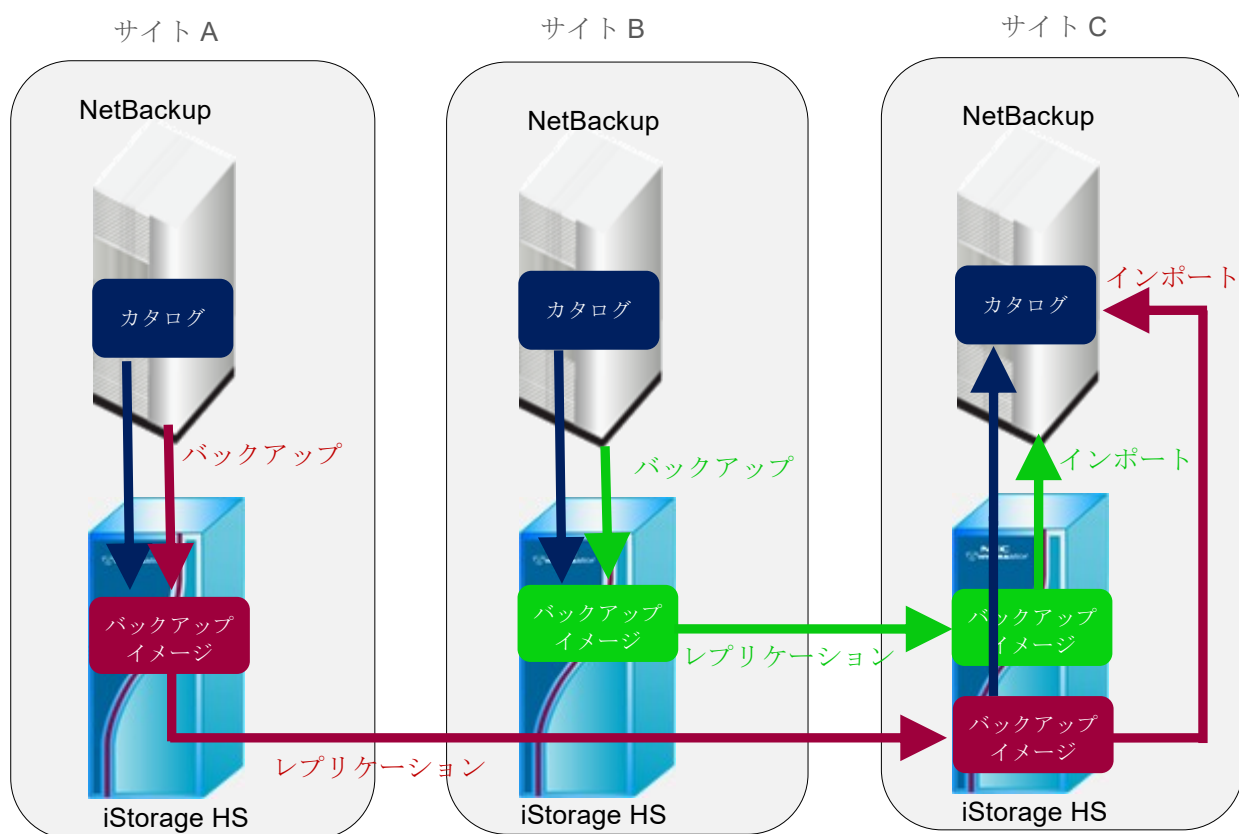 サイト A
サイト B
サイト C
NetBackup
NetBackup
NetBackup
カタログ
カタログ
カタログ
インポート
バックアップ
バックアップ
インポート
バックアップ
イメージ
バックアップ
イメージ
バックアップ
イメージ
レプリケーション
バックアップ
イメージ
レプリケーション
iStorage HS
iStorage HS
iStorage HS